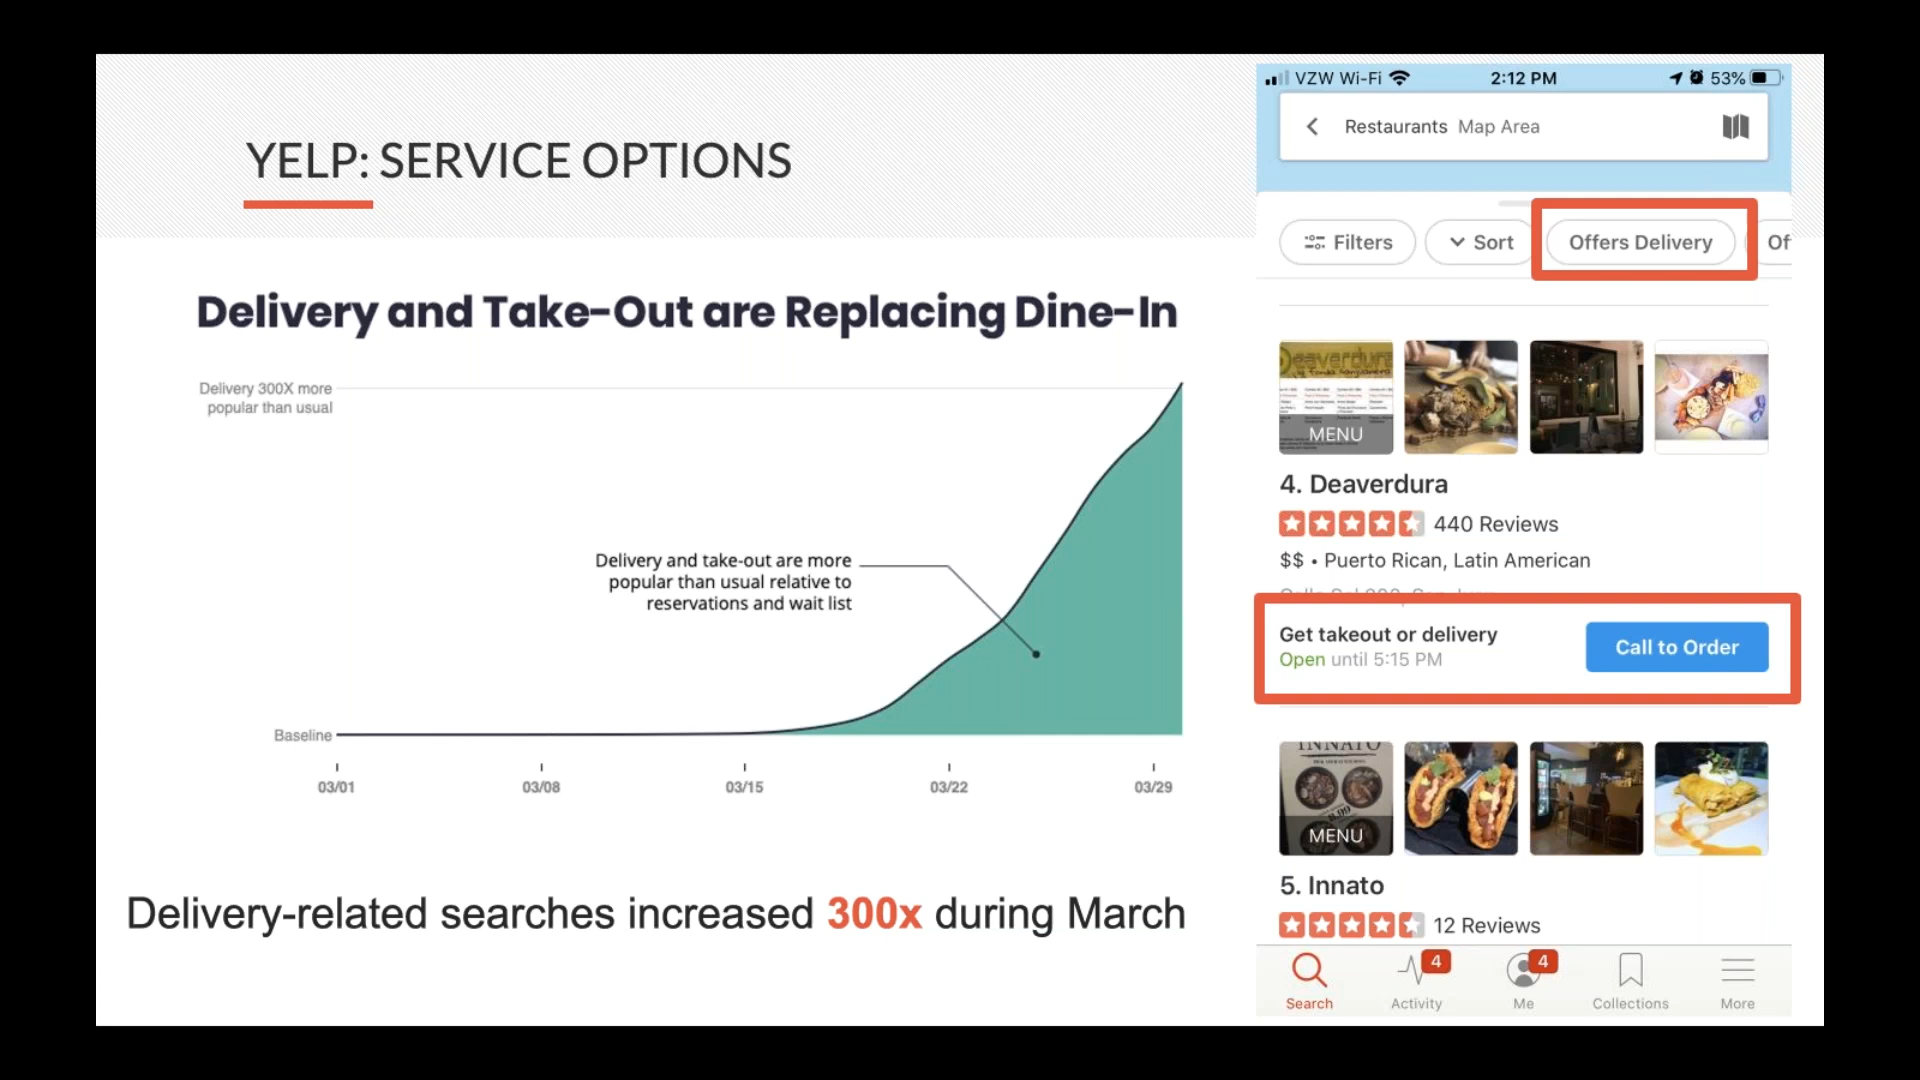 YELP: SERVICE OPTIONS
Delivery and Take-Out are Replacing Dine-In
Delivery 300X more
popular than usual
Delivery and take-out are more
popular than usual relative to
reservations and wait list
Baseline
03/01 03/08 03/15 03/22 03/29
Delivery-related searches increased 300x during March
VZW Wi-Fi 2:12 PM 53%
Restaurants Map Area
Filters Sort Offers Delivery Of
MENU
4. Deaverdura
440 Reviews
$$ • Puerto Rican, Latin American
Get takeout or delivery
Open until 5:15 PM
Call to Order
INNATO
MENU
5. Innato
12 Reviews
4 4
Search Activity Me Collections More